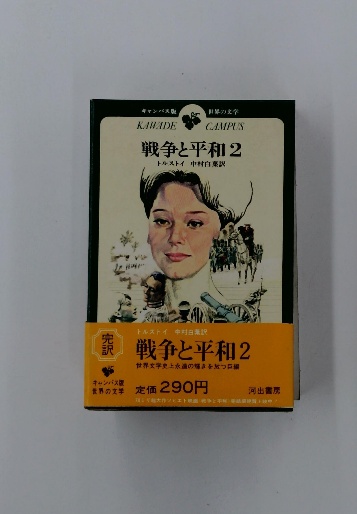 キャンパス版 世界の文学
KAWADE CAMPUS
戦争と平和 2
トルストイ 中村白葉訳
完訳
トルストイ 中村白葉訳
戦争と平和 2
世界文学史上永遠の輝きを放つ巨編
キャンパス版
世界の文学
定価 290円
河出書房